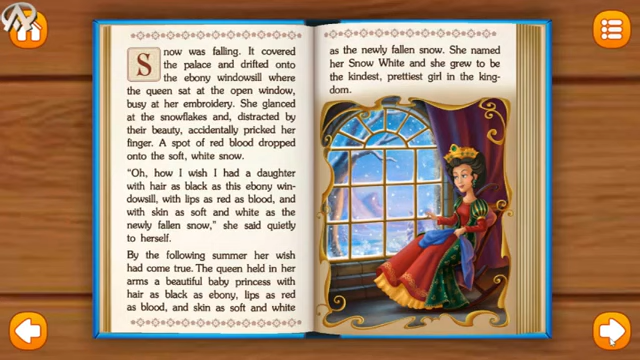 Snow was falling. It covered
the palace and drifted onto
the ebony windowsill where
the queen sat at the open window,
busy at her embroidery. She glanced
at the snowflakes and, distracted by
their beauty, accidentally pricked her
finger. A spot of red blood dropped
onto the soft, white snow.
"Oh, how I wish I had a daughter
with hair as black as this ebony win-
dowsill, with lips as red as blood, and
with skin as soft and white as the
newly fallen snow," she said quietly
to herself.
By the following summer her wish
had come true. The queen held in her
arms a beautiful baby princess with
hair as black as ebony, lips as red
as blood, and skin as soft and white
as the newly fallen snow. She named
her Snow White and she grew to be
the kindest, prettiest girl in the king-
dom.